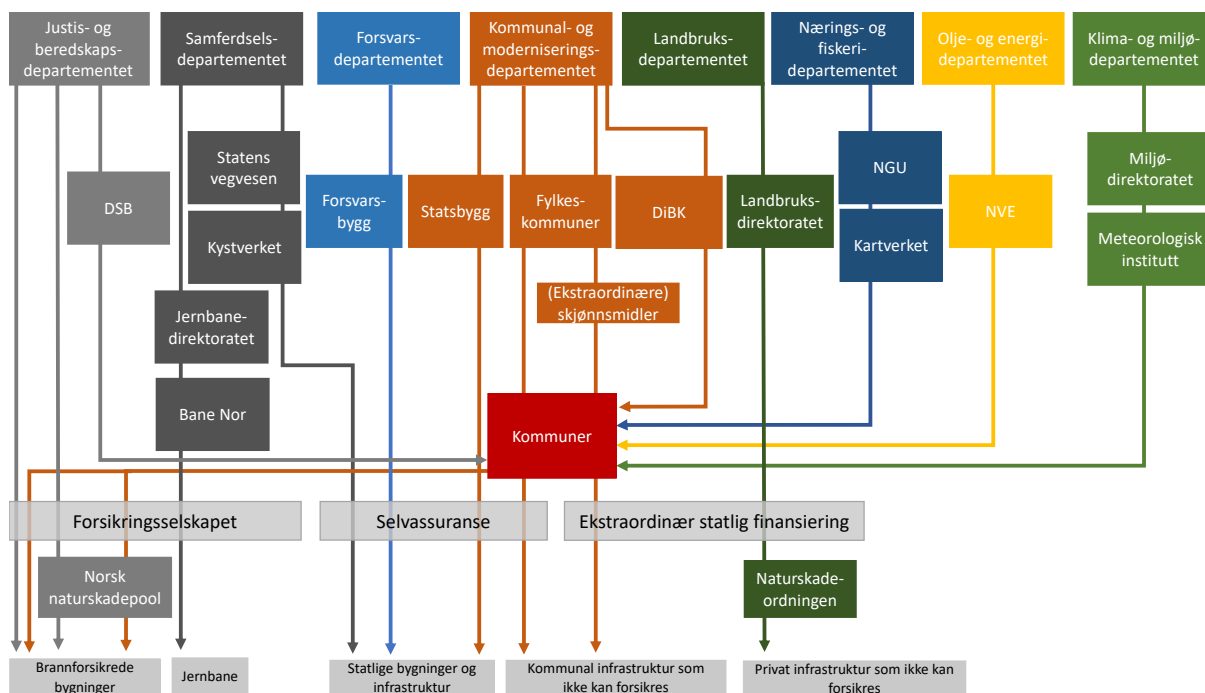 Justis- og
beredskaps-
departementet
Samferdsels-
departementet
Forsvars-
departementet
Kommunal- og
moderniserings-
departementet
Landbruks-
departementet
Nærings- og
fiskeri-
departementet
Olje- og energi-
departementet
Klima- og miljø-
departementet
Statens
vegvesen
NGU
Miljø-
direktoratet
DSB
Forsvars-
bygg
Statsbygg
Fylkes-
kommuner
DiBK
Landbruks-
direktoratet
NVE
Kystverket
Kartverket
Meteorologisk
institutt
(Ekstraordinære)
skjønnsmidler
Jernbane-
direktoratet
Bane Nor
Kommuner
Forsikringsselskapet
Selvassuranse
Ekstraordinær statlig finansiering
Norsk
naturskadepool
Naturskade-
ordningen
Brannforsikrede
bygninger
Jernbane
Statlige bygninger og
infrastruktur
Kommunal infrastruktur som
ikke kan forsikres
Privat infrastruktur som ikke kan
forsikres